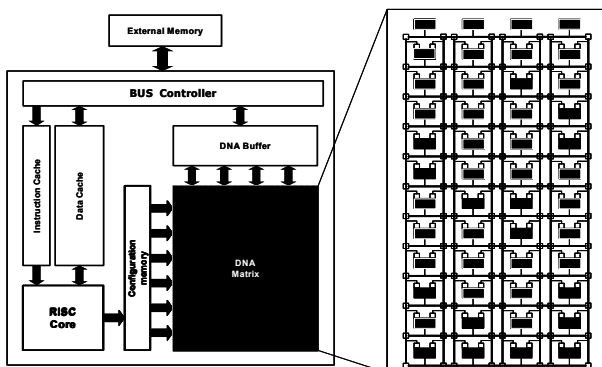 External Memory
BUS Controller
Instruction Cache
Data Cache
DNA Buffer
Configuration
memory
DNA
Matrix
RISC
Core